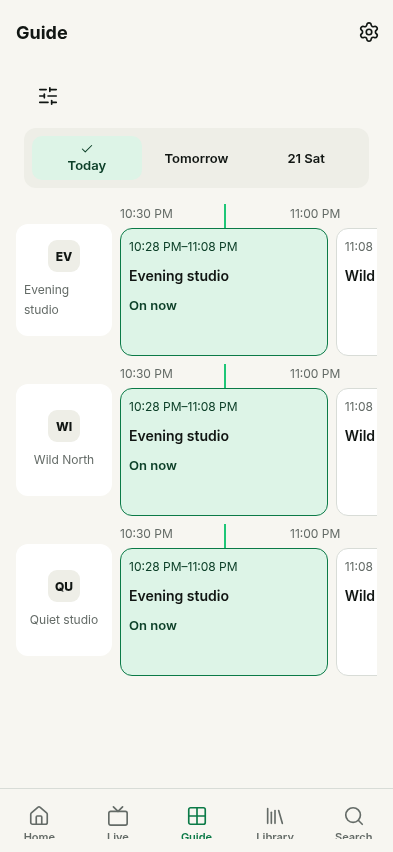 Guide
Today
Tomorrow
21 Sat
10:30 PM
11:00 PM
EV
Evening
studio
10:28 PM–11:08 PM
Evening studio
On now
11:08
Wild
10:30 PM
11:00 PM
WI
Wild North
10:28 PM–11:08 PM
Evening studio
On now
11:08
Wild
10:30 PM
11:00 PM
QU
Quiet studio
10:28 PM–11:08 PM
Evening studio
On now
11:08
Wild
Home
Live
Guide
Library
Search